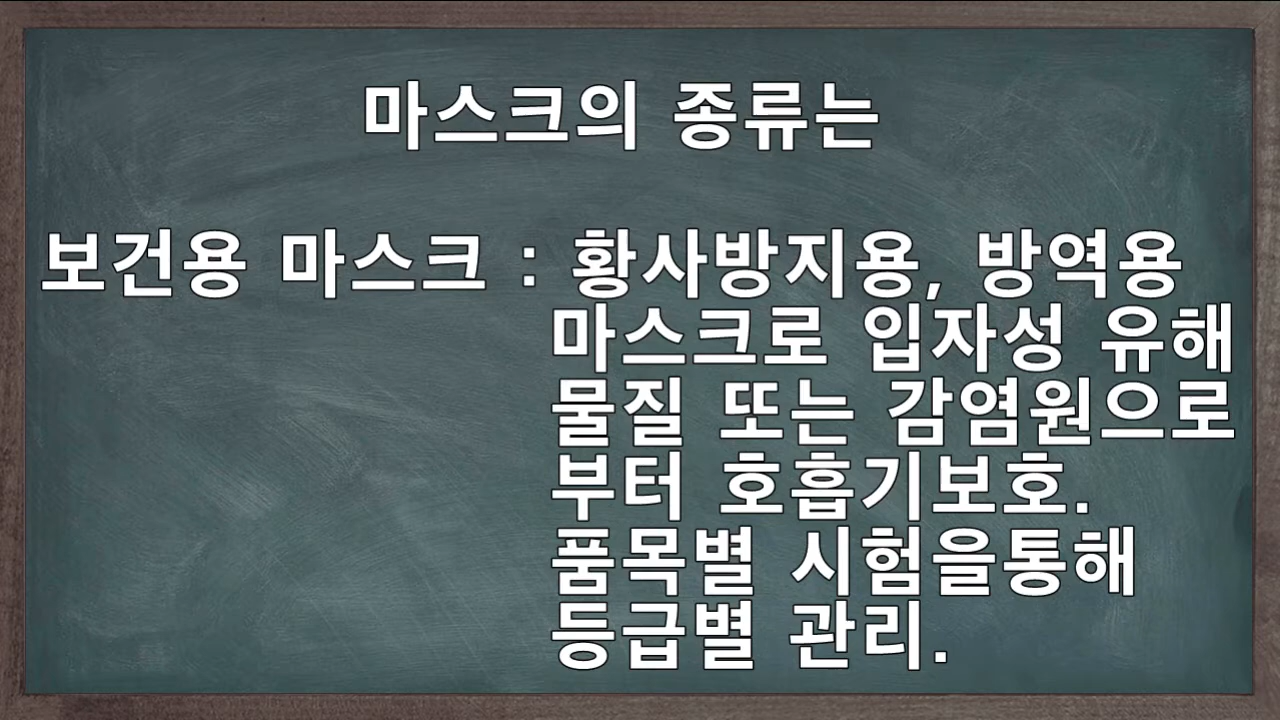 마스크의 종류는
보건용 마스크 : 황사방지용, 방역용
마스크로 입자성 유해
물질 또는 감염원으로
부터 호흡기보호.
품목별 시험을통해
등급별 관리.